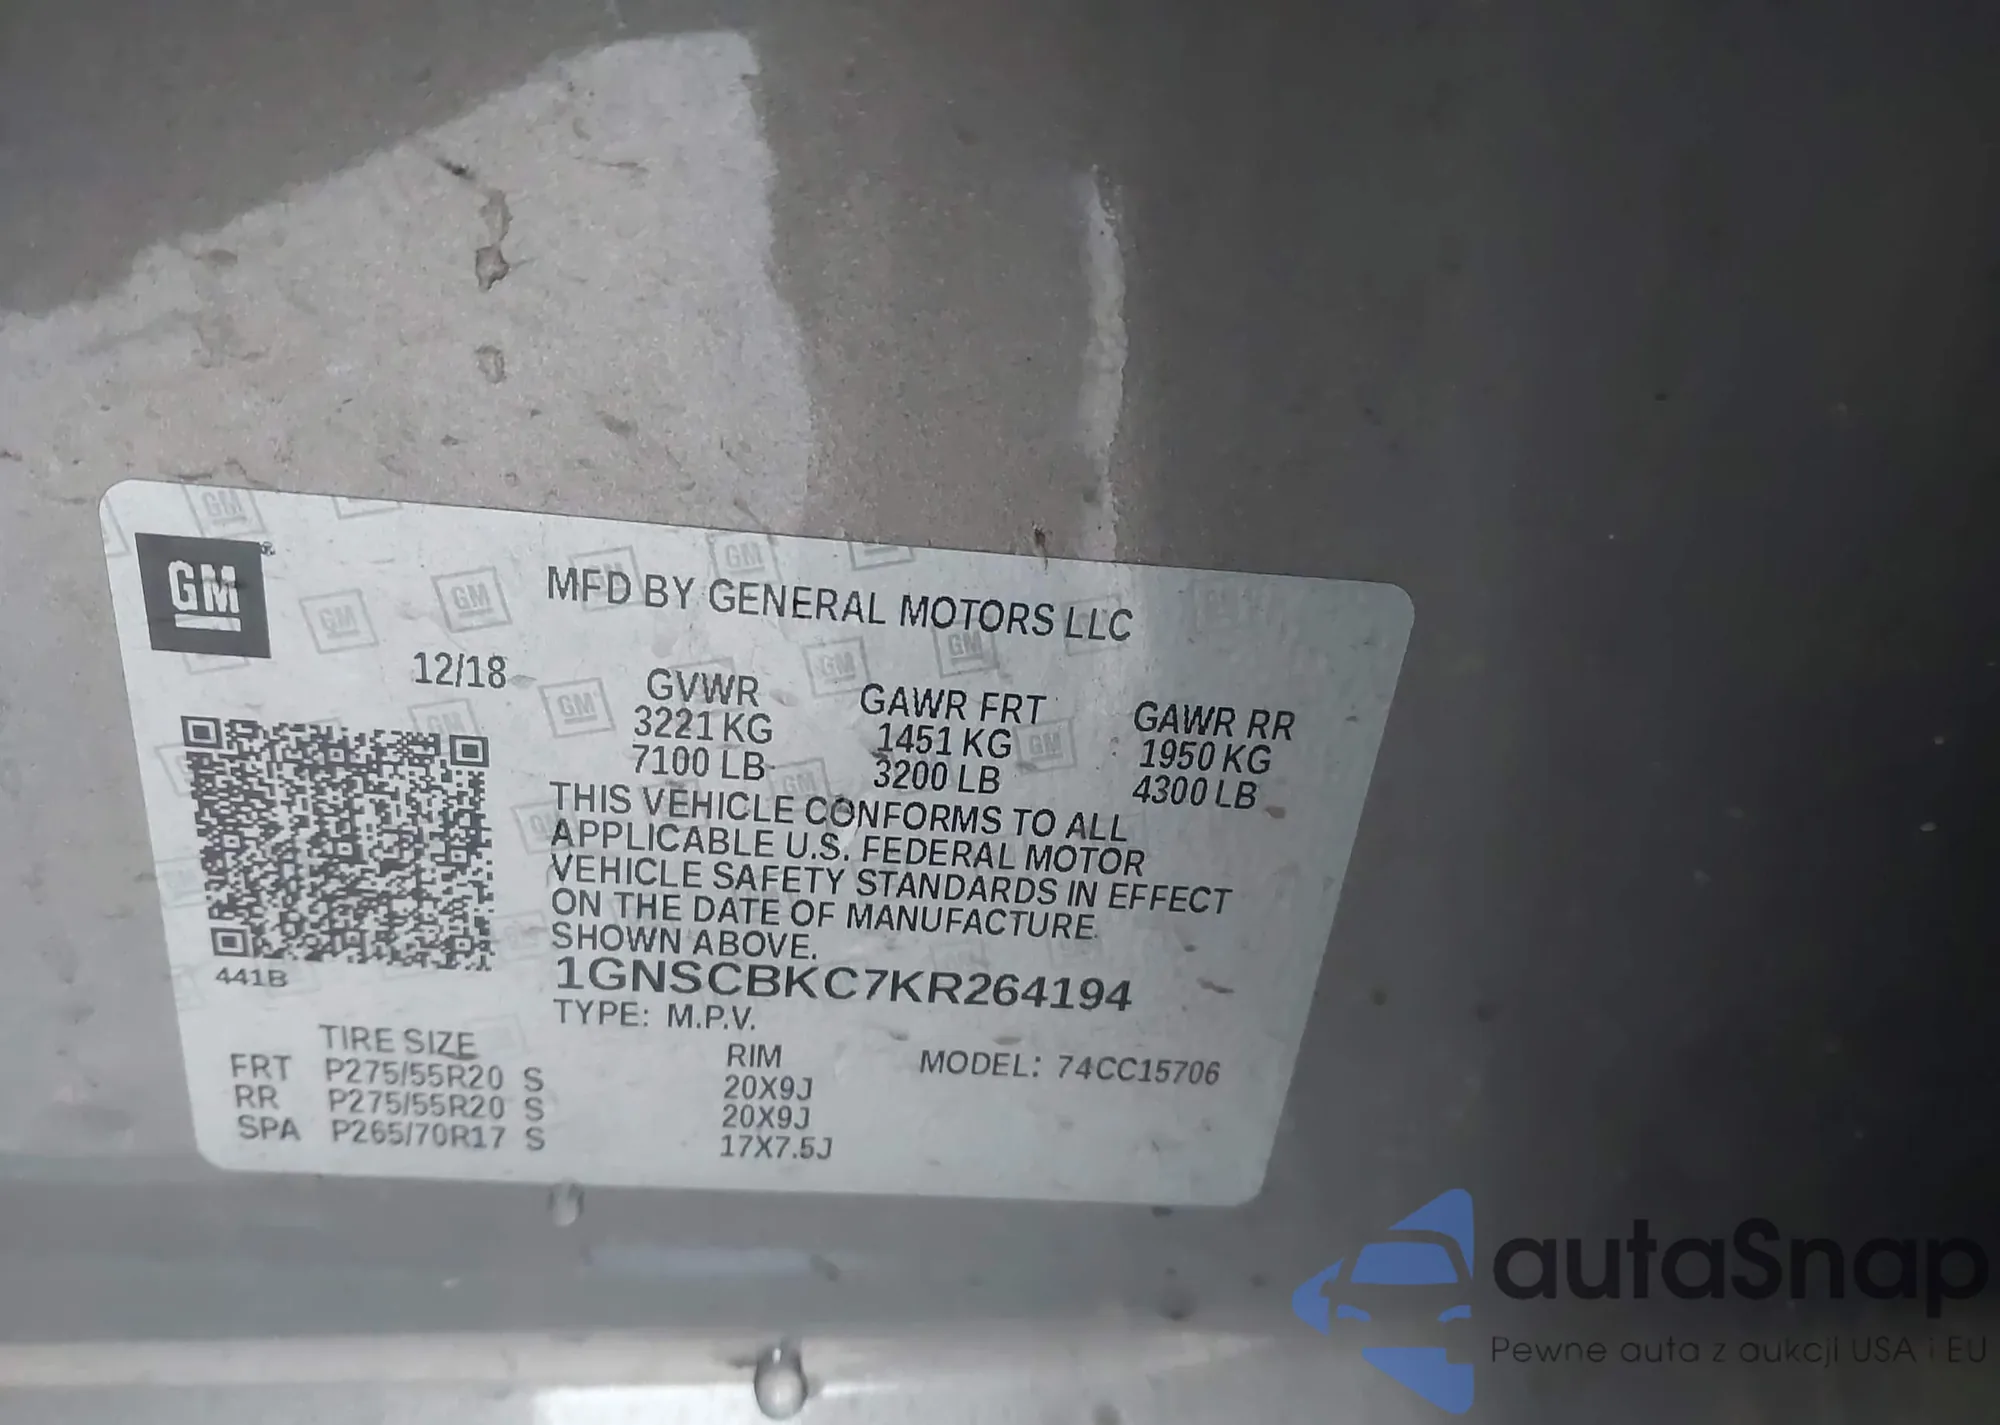 GM
MFD BY GENERAL MOTORS LLC
12/18
GVWR GAWR FRT GAWR RR
3221 KG 1451 KG 1950 KG
7100 LB 3200 LB 4300 LB
THIS VEHICLE CONFORMS TO ALL
APPLICABLE U.S. FEDERAL MOTOR
VEHICLE SAFETY STANDARDS IN EFFECT
ON THE DATE OF MANUFACTURE
SHOWN ABOVE.
441B
1GNSCBKC7KR264194
TYPE: M.P.V.
TIRE SIZE RIM MODEL: 74CC15706
FRT P275/55R20 S 20X9J
RR P275/55R20 S 20X9J
SPA P265/70R17 S 17X7.5J
autaSnap
Pewne auta z aukcji USA i EU